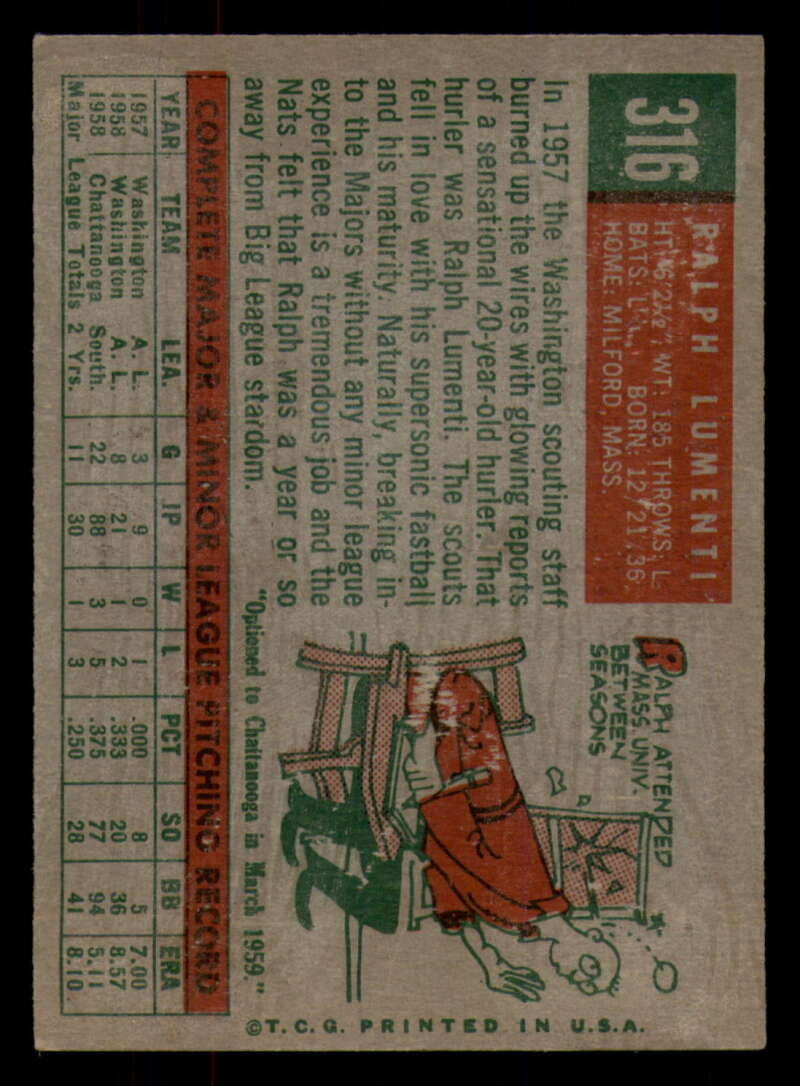 316
RALPH LUMENTI
HT: 6'2½"; WT: 185 THROWS: L.
BATS: L. BORN: 12/21/36
HOME: MILFORD, MASS.
In 1957 the Washington scouting staff
burned up the wires with glowing reports
of a sensational 20-year-old hurler. That
hurler was Ralph Lumenti. The scouts
fell in love with his supersonic fastball
and his maturity. Naturally, breaking in-
to the Majors without any minor league
experience is a tremendous job and the
Nats felt that Ralph was a year or so
away from Big League stardom.
RALPH ATTENDED
MASS. UNIV.
BETWEEN
SEASONS
"Optioned to Chattanooga in March 1959."
COMPLETE MAJOR & MINOR LEAGUE PITCHING RECORD
YEAR TEAM LEA. G IP W L PCT SO BB ERA
1957 Washington A. L. 3 9 0 1 .000 8 5 7.00
1958 Washington A. L. 8 21 1 2 .333 20 36 8.57
1958 Chattanooga South. 22 88 3 5 .375 77 94 5.11
Major League Totals 2 Yrs. 11 30 1 3 .250 28 41 8.10
©T.C.G. PRINTED IN U.S.A.